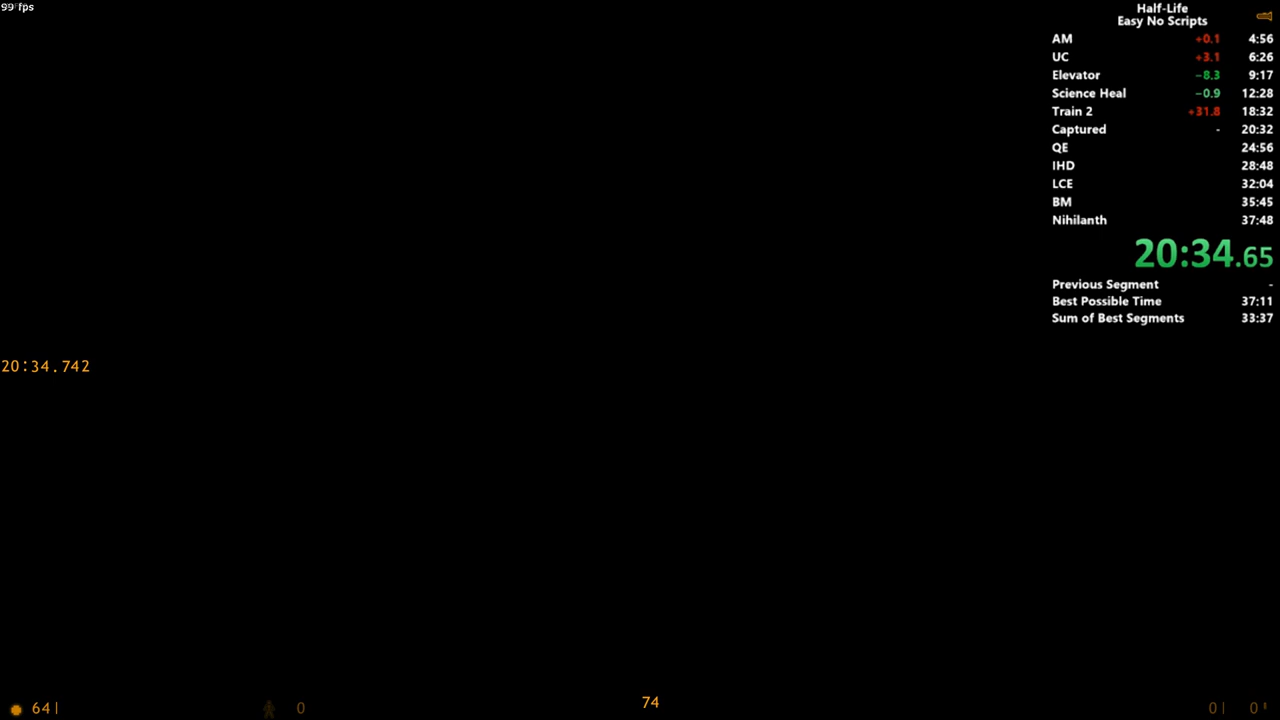 99 fps
Half-Life
Easy No Scripts
AM +0.1 4:56
UC +3.1 6:26
Elevator −8.3 9:17
Science Heal −0.9 12:28
Train 2 +31.8 18:32
Captured - 20:32
QE 24:56
IHD 28:48
LCE 32:04
BM 35:45
Nihilanth 37:48
20:34.65
Previous Segment -
Best Possible Time 37:11
Sum of Best Segments 33:37
20:34.742
64| 0 74 0| 0